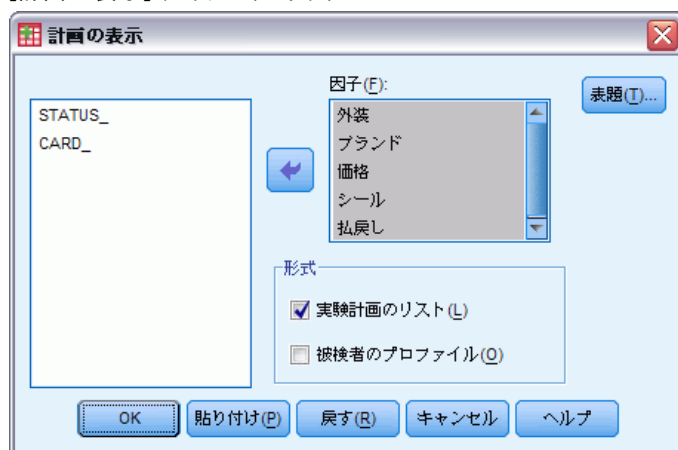 計画の表示
因子(F):
表題(T)...
STATUS_
CARD_
外装
ブランド
価格
シール
払戻し
形式
実験計画のリスト(L)
被検者のプロファイル(O)
OK
貼り付け(P)
戻す(R)
キャンセル
ヘルプ